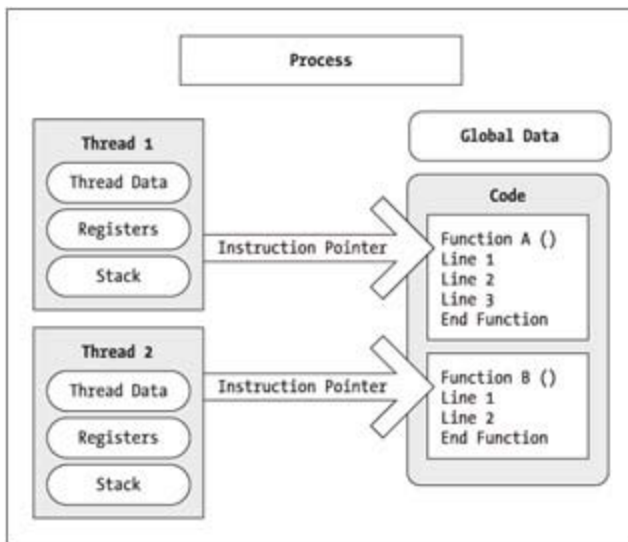 Process
Thread 1
Thread Data
Registers
Stack
Instruction Pointer
Thread 2
Thread Data
Registers
Stack
Instruction Pointer
Global Data
Code
Function A ()
Line 1
Line 2
Line 3
End Function
Function B ()
Line 1
Line 2
End Function